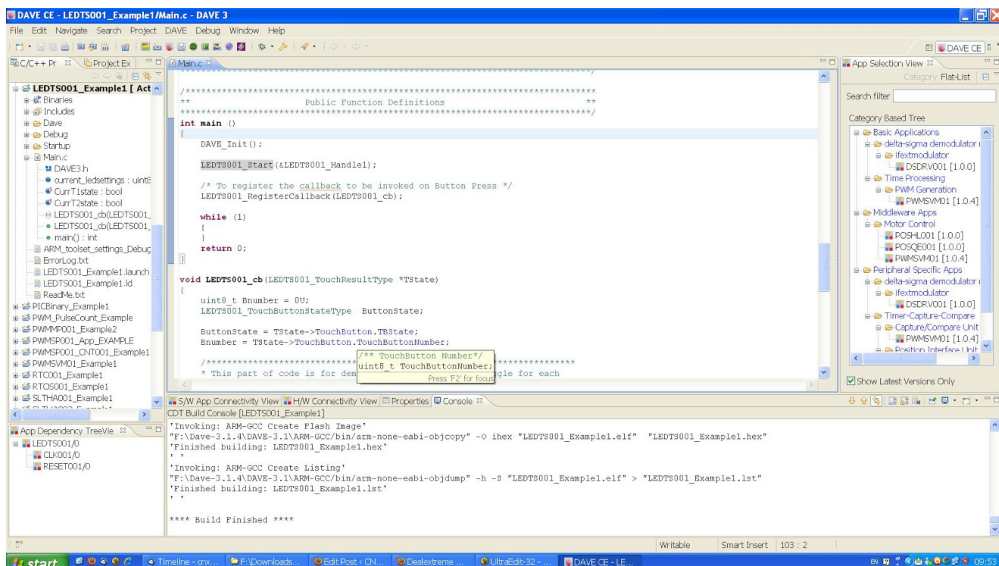 DAVE CE - LEDTS001_Example1/Main.c - DAVE 3
File Edit Navigate Search Project DAVE Debug Window Help
DAVE CE
C/C++ Pr
Project Ex
LEDTS001_Example1 [ Act
Binaries
Includes
Dave
Debug
Startup
Main.c
DAVE3.h
current_ledsettings : uint8
CurrT1state : bool
CurrT2state : bool
LEDTS001_cb(LEDTS001_
LEDTS001_cb(LEDTS001_
main() : int
ARM_toolset_settings_Debug
ErrorLog.txt
LEDTS001_Example1.launch
LEDTS001_Example1.ld
ReadMe.txt
PICBinary_Example1
PWM_PulseCount_Example
PWMMP001_Example2
PWMSP001_App_EXAMPLE
PWMSP001_CNT001_Example1
PWMSVM01_Example1
RTC001_Example1
RTOS001_Example1
SLTHA001_Example1
App Dependency TreeVie
LEDTS001/0
CLK001/0
RESET001/0
Main.c
** Public Function Definitions **
int main ()
{
DAVE_Init();
LEDTS001_Start(&LEDTS001_Handle1);
/* To register the callback to be invoked on Button Press */
LEDTS001_RegisterCallback(LEDTS001_cb);
while (1)
{
}
return 0;
}
void LEDTS001_cb(LEDTS001_TouchResultType *TState)
{
uint8_t Bnumber = 0U;
LEDTS001_TouchButtonStateType ButtonState;
ButtonState = TState->TouchButton.TBState;
Bnumber = TState->TouchButton.TouchButtonNumber;
/** TouchButton Number*/
uint8_t TouchButtonNumber;
Press 'F2' for focus
* This part of code is for dem gle for each
S/W App Connectivity View H/W Connectivity View Properties Console
CDT Build Console [LEDTS001_Example1]
'Invoking: ARM-GCC Create Flash Image'
"F:\Dave-3.1.4\DAVE-3.1\ARM-GCC/bin/arm-none-eabi-objcopy" -O ihex "LEDTS001_Example1.elf" "LEDTS001_Example1.hex"
'Finished building: LEDTS001_Example1.hex'
' '
'Invoking: ARM-GCC Create Listing'
"F:\Dave-3.1.4\DAVE-3.1\ARM-GCC/bin/arm-none-eabi-objdump" -h -S "LEDTS001_Example1.elf" > "LEDTS001_Example1.lst"
'Finished building: LEDTS001_Example1.lst'
' '
**** Build Finished ****
App Selection View
Category Flat-List
Search filter
Category Based Tree
Basic Applications
delta-sigma demodulator
ifextmodulator
DSDRV001 [1.0.0]
Time Processing
PWM Generation
PWMSVM01 [1.0.4]
Middleware Apps
Motor Control
POSHL001 [1.0.0]
POSQE001 [1.0.0]
PWMSVM01 [1.0.4]
Peripheral Specific Apps
delta-sigma demodulator
ifextmodulator
DSDRV001 [1.0.0]
Timer-Capture-Compare
Capture/Compare Unit
PWMSVM01 [1.0.4]
Position Interface Unit
Show Latest Versions Only
Writable Smart Insert 103 : 2
start
Timeline - cnx...
F:\Downloads...
Edit Post ‹ CN...
Dealextreme ...
UltraEdit-32 - ...
DAVE CE - LE...
EN
09:53